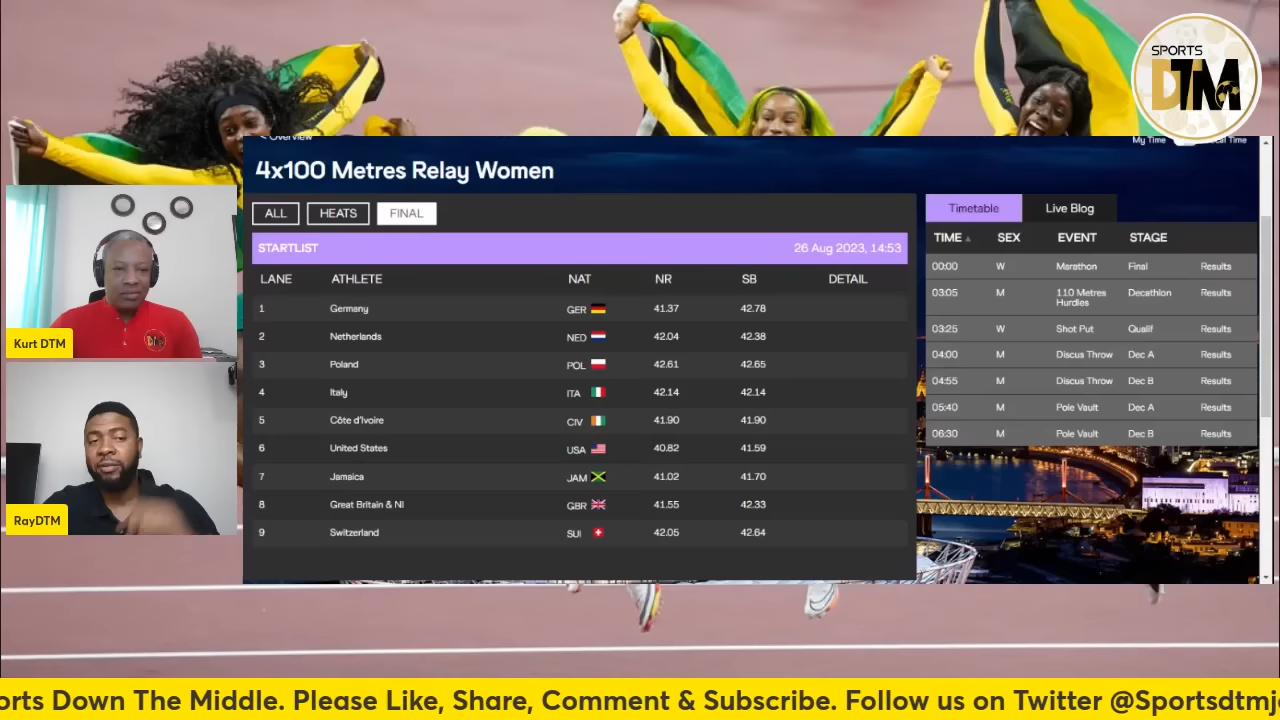 SPORTS
DTM
< Overview
My Time
Time
4x100 Metres Relay Women
ALL HEATS FINAL
STARTLIST 26 Aug 2023, 14:53
LANE ATHLETE NAT NR SB DETAIL
1 Germany GER 41.37 42.78
2 Netherlands NED 42.04 42.38
3 Poland POL 42.61 42.65
4 Italy ITA 42.14 42.14
5 Côte d'Ivoire CIV 41.90 41.90
6 United States USA 40.82 41.59
7 Jamaica JAM 41.02 41.70
8 Great Britain & NI GBR 41.55 42.33
9 Switzerland SUI 42.05 42.64
Timetable Live Blog
TIME SEX EVENT STAGE
00:00 W Marathon Final Results
03:05 M 110 Metres Hurdles Decathlon Results
03:25 W Shot Put Qualif Results
04:00 M Discus Throw Dec A Results
04:55 M Discus Throw Dec B Results
05:40 M Pole Vault Dec A Results
06:30 M Pole Vault Dec B Results
Kurt DTM
RayDTM
orts Down The Middle. Please Like, Share, Comment & Subscribe. Follow us on Twitter @Sportsdtmj